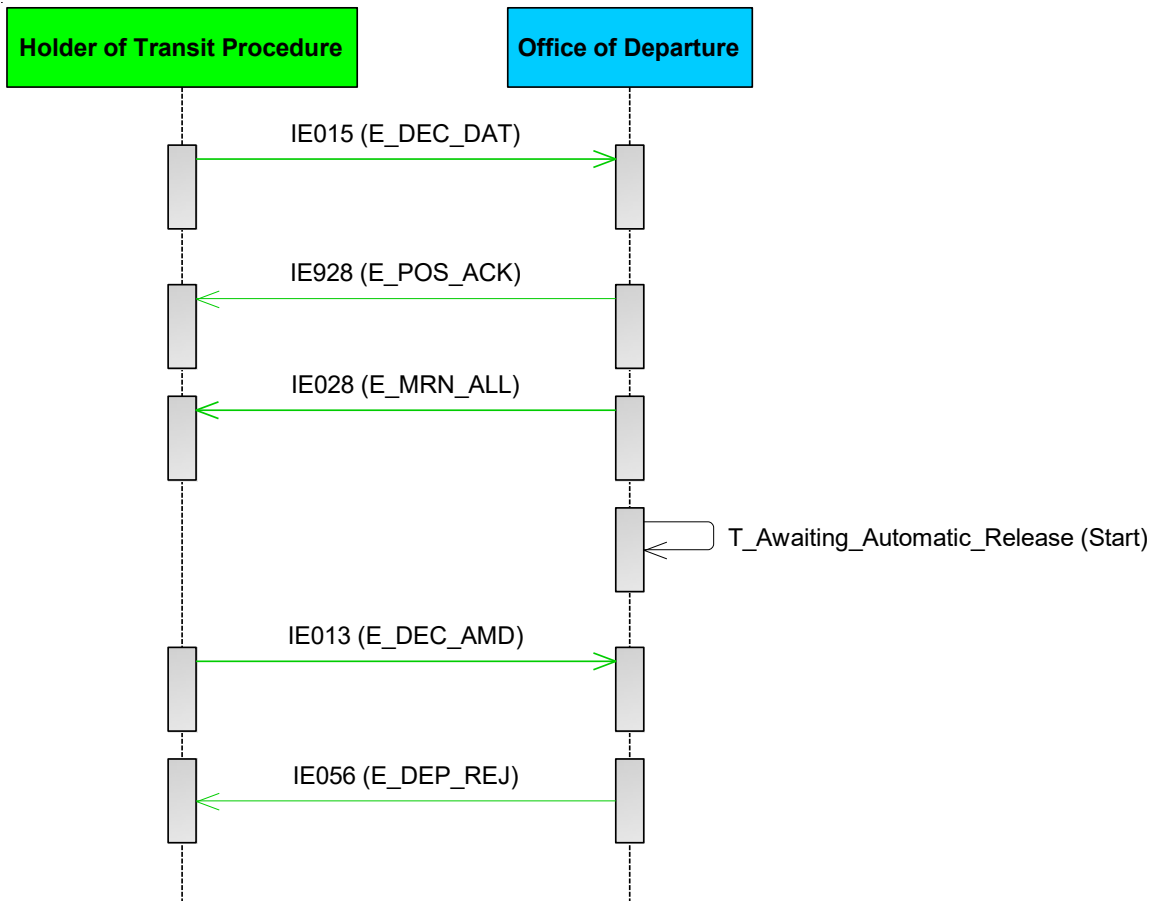 Holder of Transit Procedure
Office of Departure
IE015 (E_DEC_DAT)
IE928 (E_POS_ACK)
IE028 (E_MRN_ALL)
T_Awaiting_Automatic_Release (Start)
IE013 (E_DEC_AMD)
IE056 (E_DEP_REJ)